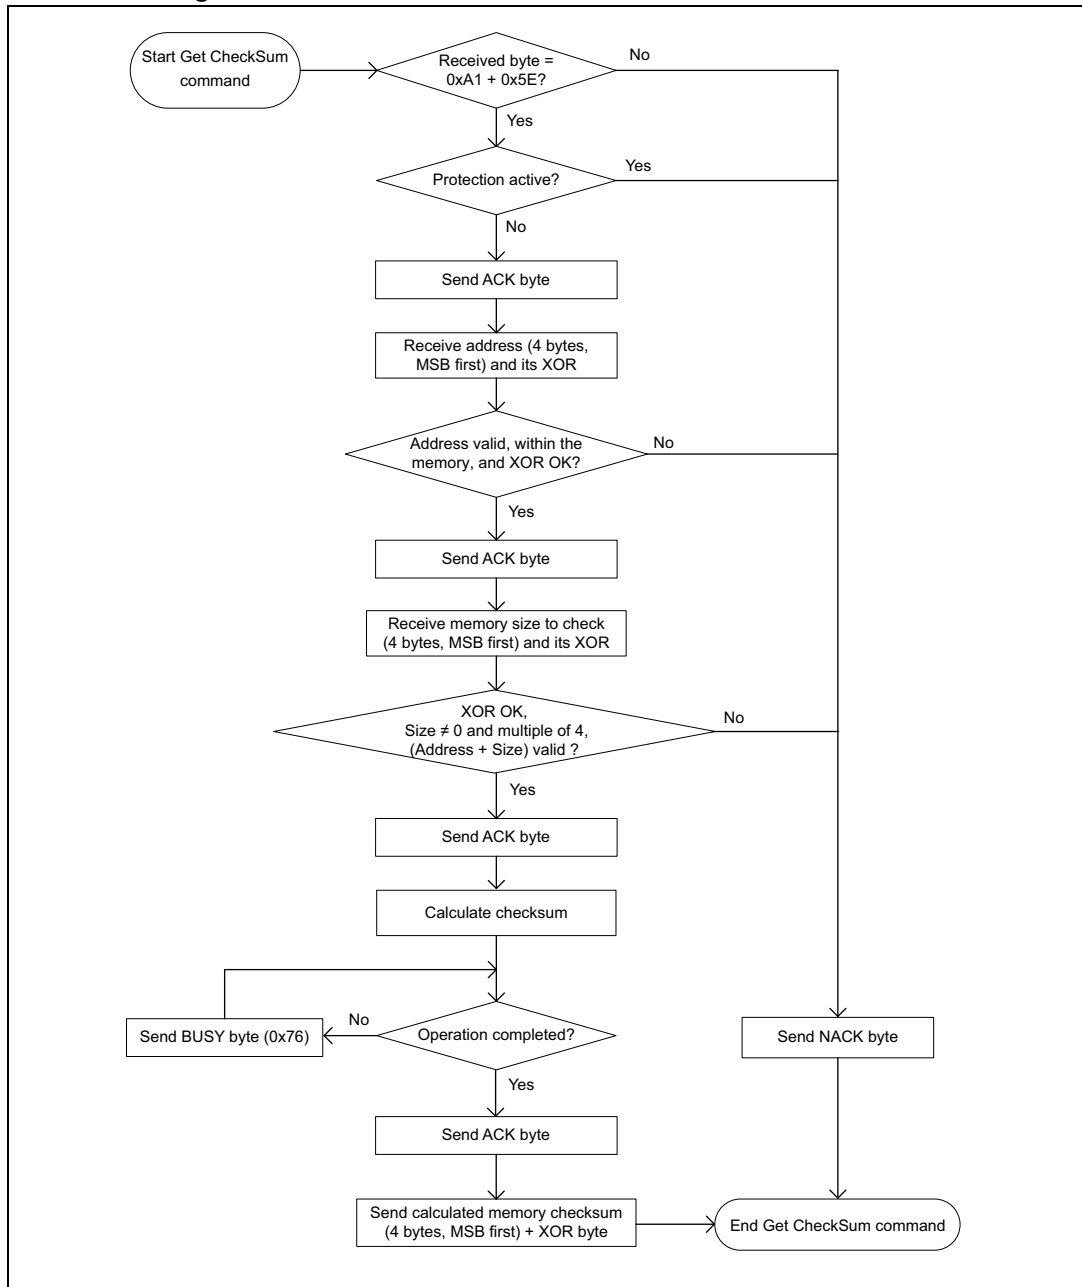 Start Get CheckSum
command
Received byte =
0xA1 + 0x5E?
No
Yes
Protection active?
Yes
No
Send ACK byte
Receive address (4 bytes,
MSB first) and its XOR
Address valid, within the
memory, and XOR OK?
No
Yes
Send ACK byte
Receive memory size to check
(4 bytes, MSB first) and its XOR
XOR OK,
Size ≠ 0 and multiple of 4,
(Address + Size) valid ?
No
Yes
Send ACK byte
Calculate checksum
Send BUSY byte (0x76)
No
Operation completed?
Send NACK byte
Yes
Send ACK byte
Send calculated memory checksum
(4 bytes, MSB first) + XOR byte
End Get CheckSum command